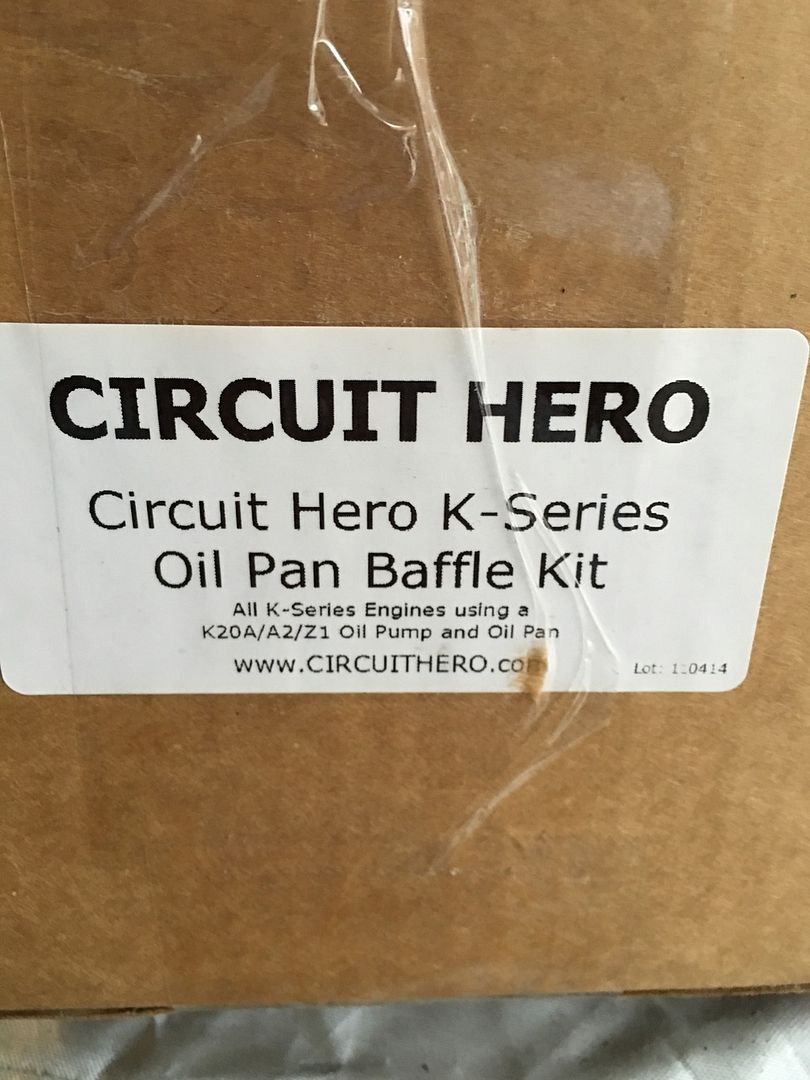 CIRCUIT HERO
Circuit Hero K-Series
Oil Pan Baffle Kit
All K-Series Engines using a
K20A/A2/Z1 Oil Pump and Oil Pan
www.CIRCUITHERO.com
Lot: